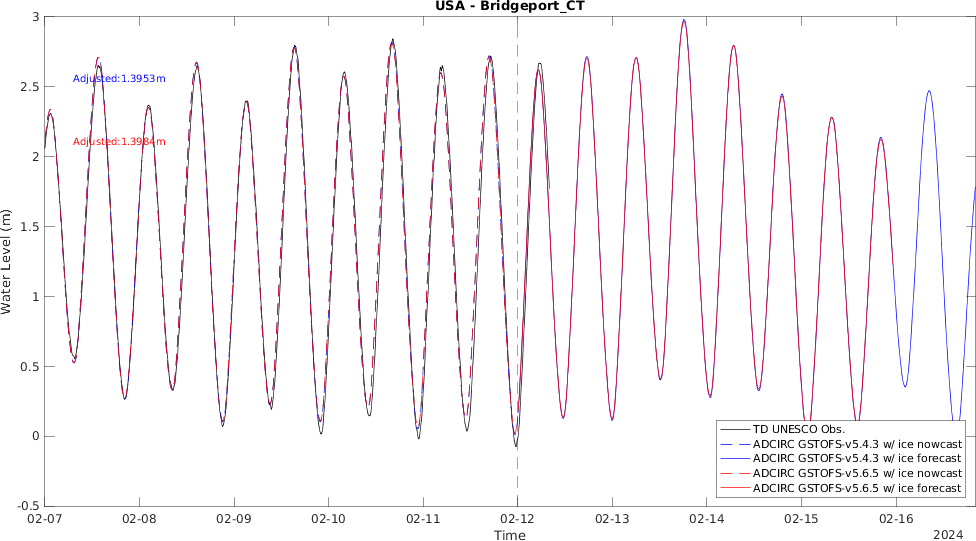 USA - Bridgeport_CT
3
2.5
2
1.5
1
0.5
0
-0.5
Water Level (m)
Adjusted:1.3953m
Adjusted:1.3984m
TD UNESCO Obs.
ADCIRC GSTOFS-v5.4.3 w/ ice nowcast
ADCIRC GSTOFS-v5.4.3 w/ ice forecast
ADCIRC GSTOFS-v5.6.5 w/ ice nowcast
ADCIRC GSTOFS-v5.6.5 w/ ice forecast
02-07 02-08 02-09 02-10 02-11 02-12 02-13 02-14 02-15 02-16
Time
2024